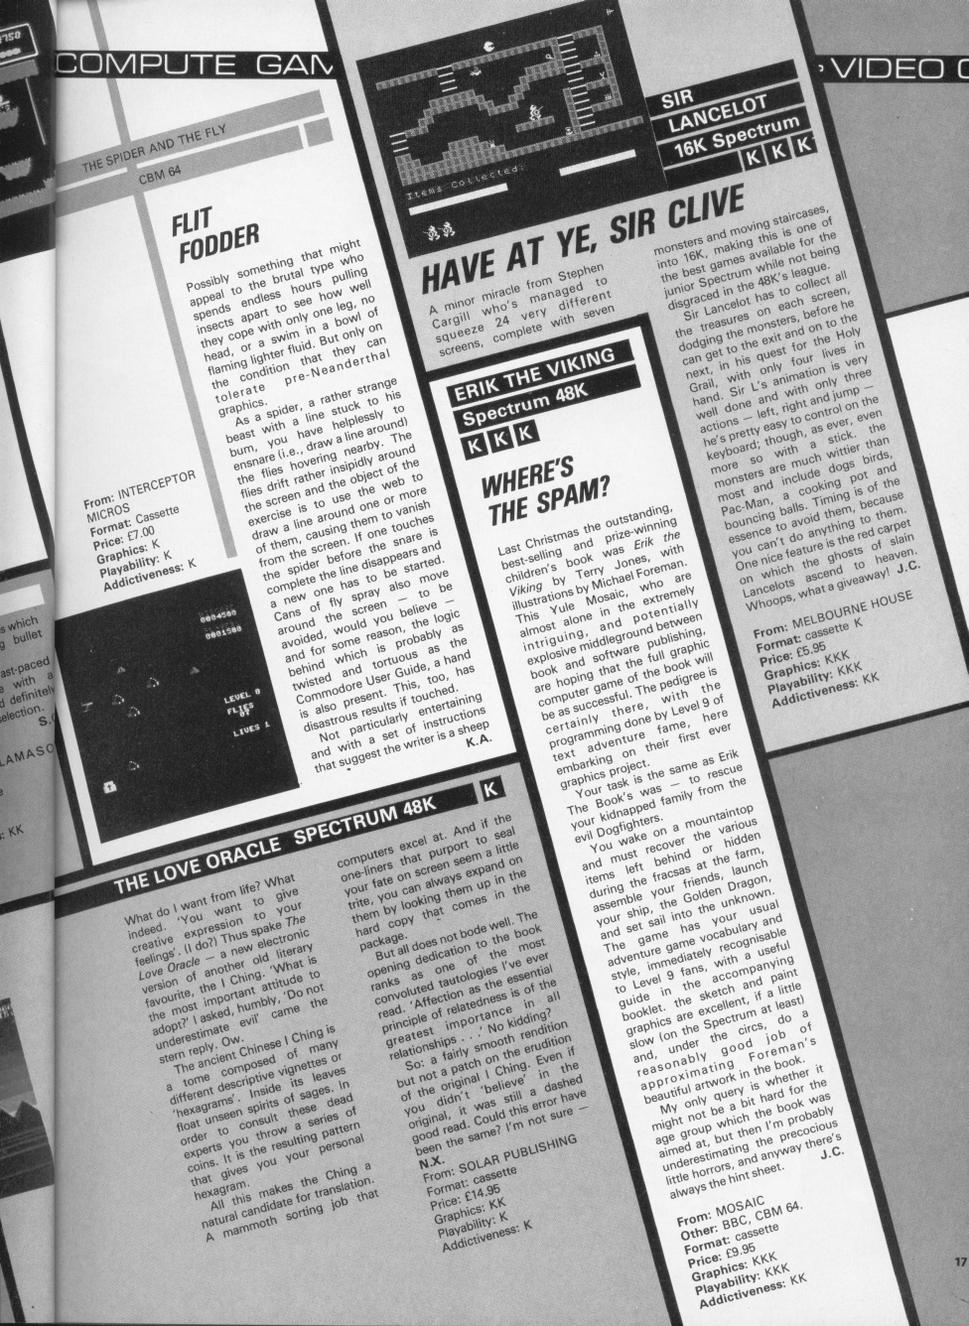 COMPUTE GAM
VIDEO G
THE SPIDER AND THE FLY
CBM 64
FLIT
FODDER
Possibly something that might
appeal to the brutal type who
spends endless hours pulling
insects apart to see how well
they cope with only one leg, no
head, or a swim in a bowl of
flaming lighter fluid. But only on
the condition that they can
tolerate pre-Neanderthal
graphics.
As a spider, a rather strange
beast with a line stuck to his
bum, you have helplessly to
ensnare (i.e., draw a line around)
the flies hovering nearby. The
flies drift rather insipidly around
the screen and the object of the
exercise is to use the web to
draw a line around one or more
of them, causing them to vanish
from the screen. If one touches
the spider before the snare is
complete the line disappears and
a new one has to be started.
Cans of fly spray also move
around the screen — to be
avoided, would you believe —
and for some reason, the logic
behind which is probably as
twisted and tortuous as the
Commodore User Guide, a hand
is also present. This, too, has
disastrous results if touched.
Not particularly entertaining
and with a set of instructions
that suggest the writer is a sheep
K.A.
From: INTERCEPTOR
MICROS
Format: Cassette
Price: £7.00
Graphics: K
Playability: K
Addictiveness: K
0004500
0001500
LEVEL 0
FLIES
07
LIVES 1
s which
g bullet
ast-paced
e with a
d definitely
selection.
S.
LAMASO
: KK
Items Collected:
SIR
LANCELOT
16K Spectrum
K K K
HAVE AT YE, SIR CLIVE
A minor miracle from Stephen
Cargill who's managed to
squeeze 24 very different
screens, complete with seven
monsters and moving staircases,
into 16K, making this is one of
the best games available for the
junior Spectrum while not being
disgraced in the 48K's league.
Sir Lancelot has to collect all
the treasures on each screen,
dodging the monsters, before he
can get to the exit and on to the
next, in his quest for the Holy
Grail, with only four lives in
hand. Sir L's animation is very
well done and with only three
actions — left, right and jump —
he's pretty easy to control on the
keyboard; though, as ever, even
more so with a stick. the
monsters are much wittier than
most and include dogs birds,
Pac-Man, a cooking pot and
bouncing balls. Timing is of the
essence to avoid them, because
you can't do anything to them.
One nice feature is the red carpet
on which the ghosts of slain
Lancelots ascend to heaven.
Whoops, what a giveaway! J.C.
From: MELBOURNE HOUSE
Format: cassette K
Price: £5.95
Graphics: KKK
Playability: KKK
Addictiveness: KK
ERIK THE VIKING
Spectrum 48K
K K K
WHERE'S
THE SPAM?
Last Christmas the outstanding,
best-selling and prize-winning
children's book was Erik the
Viking by Terry Jones, with
illustrations by Michael Foreman.
This Yule Mosaic, who are
almost alone in the extremely
intriguing, and potentially
explosive middleground between
book and software publishing,
are hoping that the full graphic
computer game of the book will
be as successful. The pedigree is
certainly there, with the
programming done by Level 9 of
text adventure fame, here
embarking on their first ever
graphics project.
Your task is the same as Erik
The Book's was — to rescue
your kidnapped family from the
evil Dogfighters.
You wake on a mountaintop
and must recover the various
items left behind or hidden
during the fracsas at the farm,
assemble your friends, launch
your ship, the Golden Dragon,
and set sail into the unknown.
The game has your usual
adventure game vocabulary and
style, immediately recognisable
to Level 9 fans, with a useful
guide in the accompanying
booklet. the sketch and paint
graphics are excellent, if a little
slow (on the Spectrum at least)
and, under the circs, do a
reasonably good job of
approximating Foreman's
beautiful artwork in the book.
My only query is whether it
might not be a bit hard for the
age group which the book was
aimed at, but then I'm probably
underestimating the precocious
little horrors, and anyway there's
always the hint sheet.
J.C.
From: MOSAIC
Other: BBC, CBM 64.
Format: cassette
Price: £9.95
Graphics: KKK
Playability: KKK
Addictiveness: KK
THE LOVE ORACLE SPECTRUM 48K
K
What do I want from life? What
indeed. 'You want to give
creative expression to your
feelings'. (I do?) Thus spake The
Love Oracle — a new electronic
version of another old literary
favourite, the I Ching. 'What is
the most important attitude to
adopt?' I asked, humbly, 'Do not
underestimate evil' came the
stern reply. Ow.
The ancient Chinese I Ching is
a tome composed of many
different descriptive vignettes or
'hexagrams'. Inside its leaves
float unseen spirits of sages. In
order to consult these dead
experts you throw a series of
coins. It is the resulting pattern
that gives you your personal
hexagram.
All this makes the Ching a
natural candidate for translation.
A mammoth sorting job that
computers excel at. And if the
one-liners that purport to seal
your fate on screen seem a little
trite, you can always expand on
them by looking them up in the
hard copy that comes in the
package.
But all does not bode well. The
opening dedication to the book
ranks as one of the most
convoluted tautologies I've ever
read. 'Affection as the essential
principle of relatedness is of the
greatest importance in all
relationships . . .' No kidding?
So: a fairly smooth rendition
but not a patch on the erudition
of the original I Ching. Even if
you didn't 'believe' in the
original, it was still a dashed
good read. Could this error have
been the same? I'm not sure —
N.X.
From: SOLAR PUBLISHING
Format: cassette
Price: £14.95
Graphics: KK
Playability: K
Addictiveness: K
17